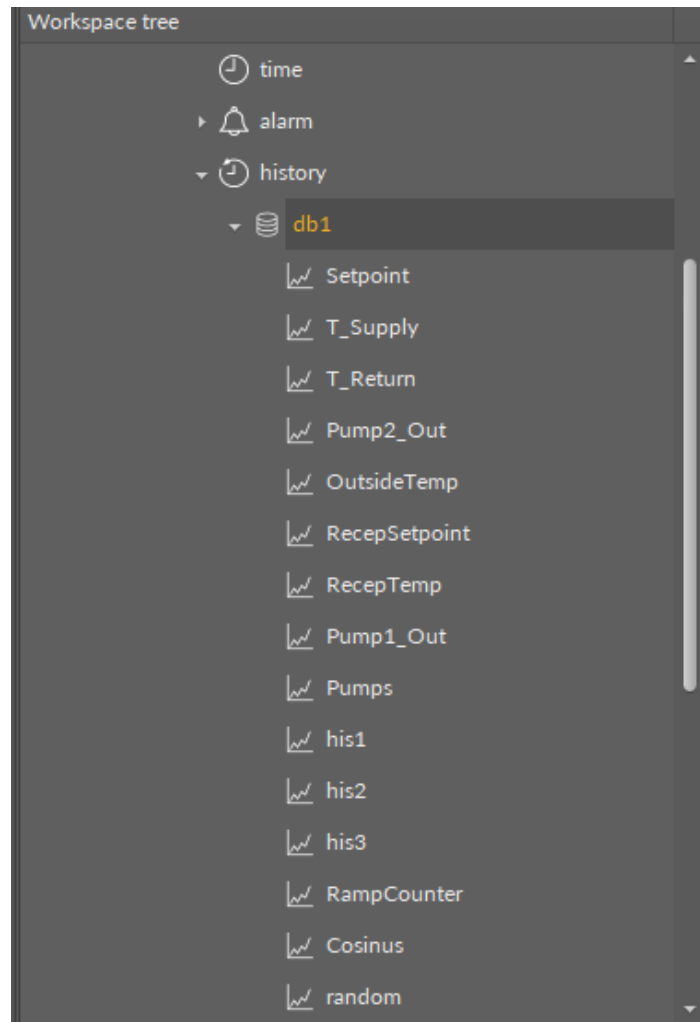 Workspace tree
time
alarm
history
db1
Setpoint
T_Supply
T_Return
Pump2_Out
OutsideTemp
RecepSetpoint
RecepTemp
Pump1_Out
Pumps
his1
his2
his3
RampCounter
Cosinus
random